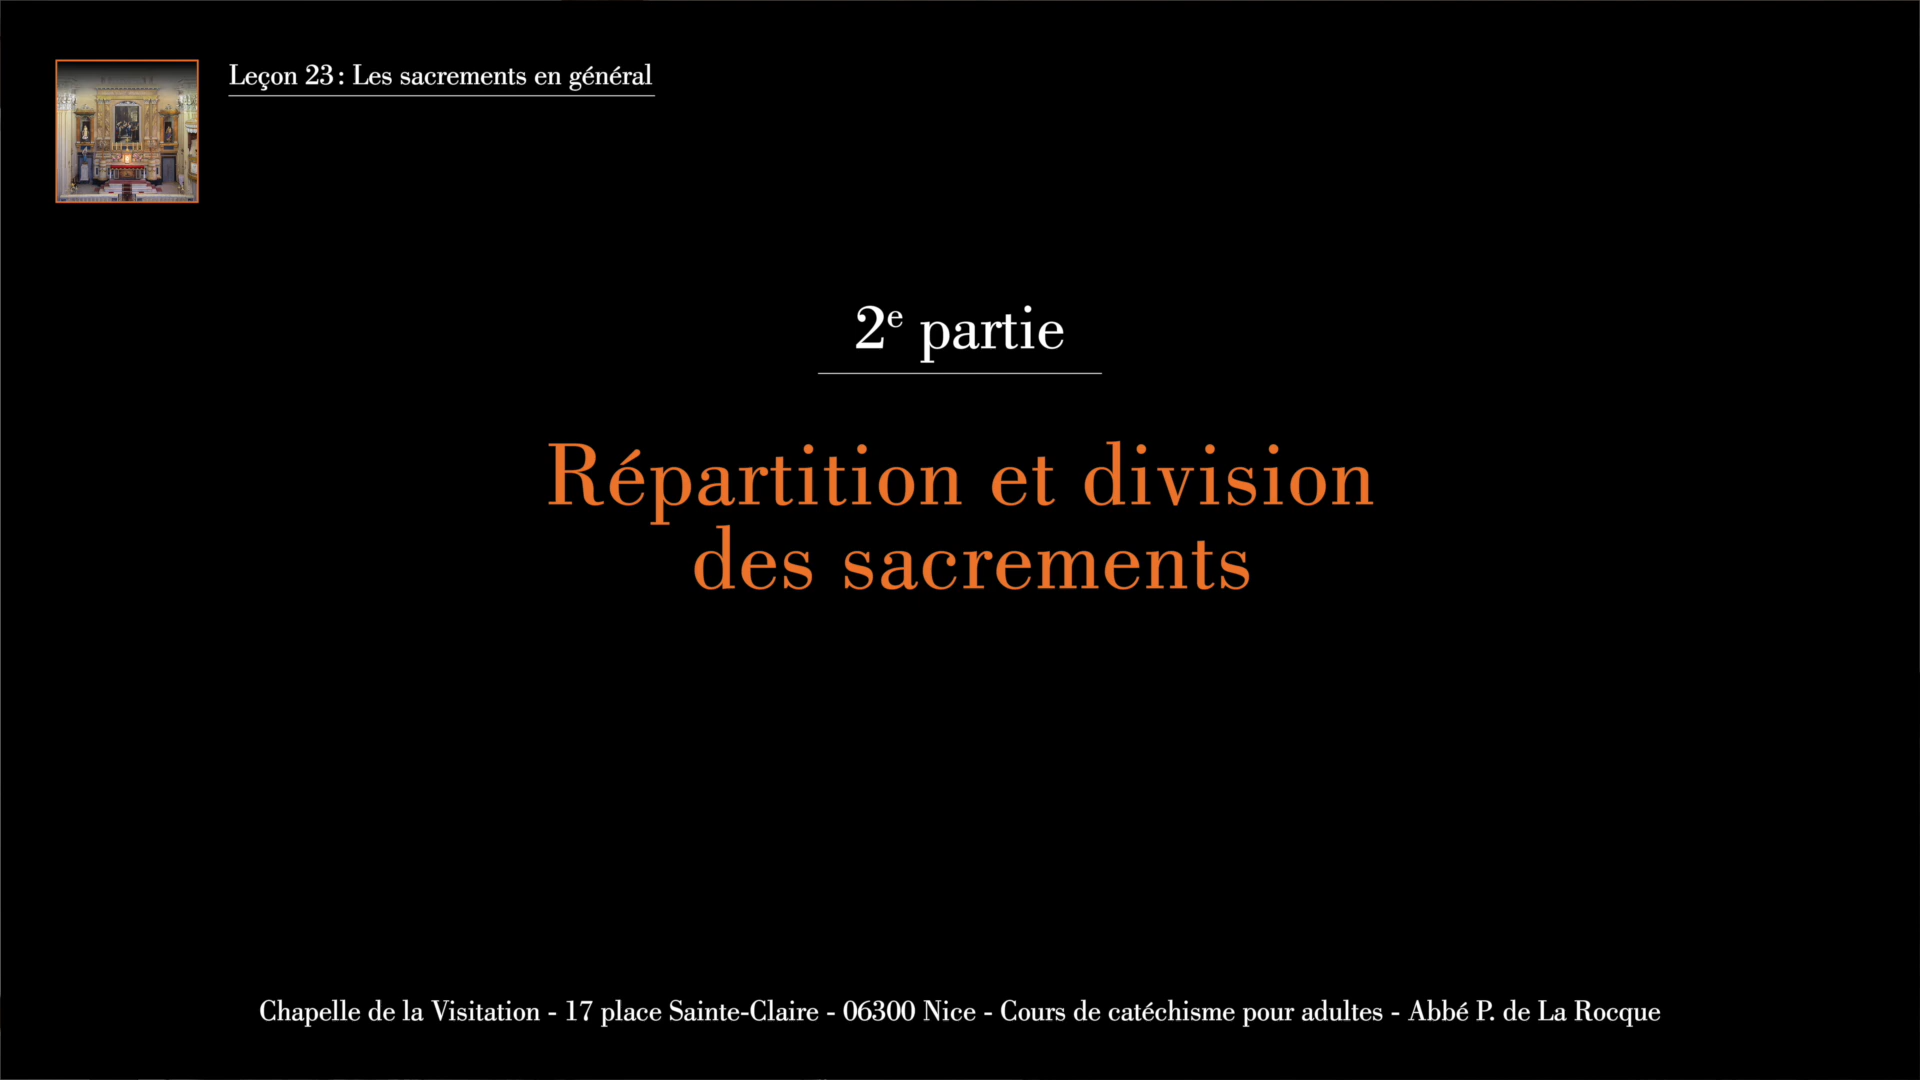 Leçon 23 : Les sacrements en général
2e partie
Répartition et division
des sacrements
Chapelle de la Visitation - 17 place Sainte-Claire - 06300 Nice - Cours de catéchisme pour adultes - Abbé P. de La Rocque